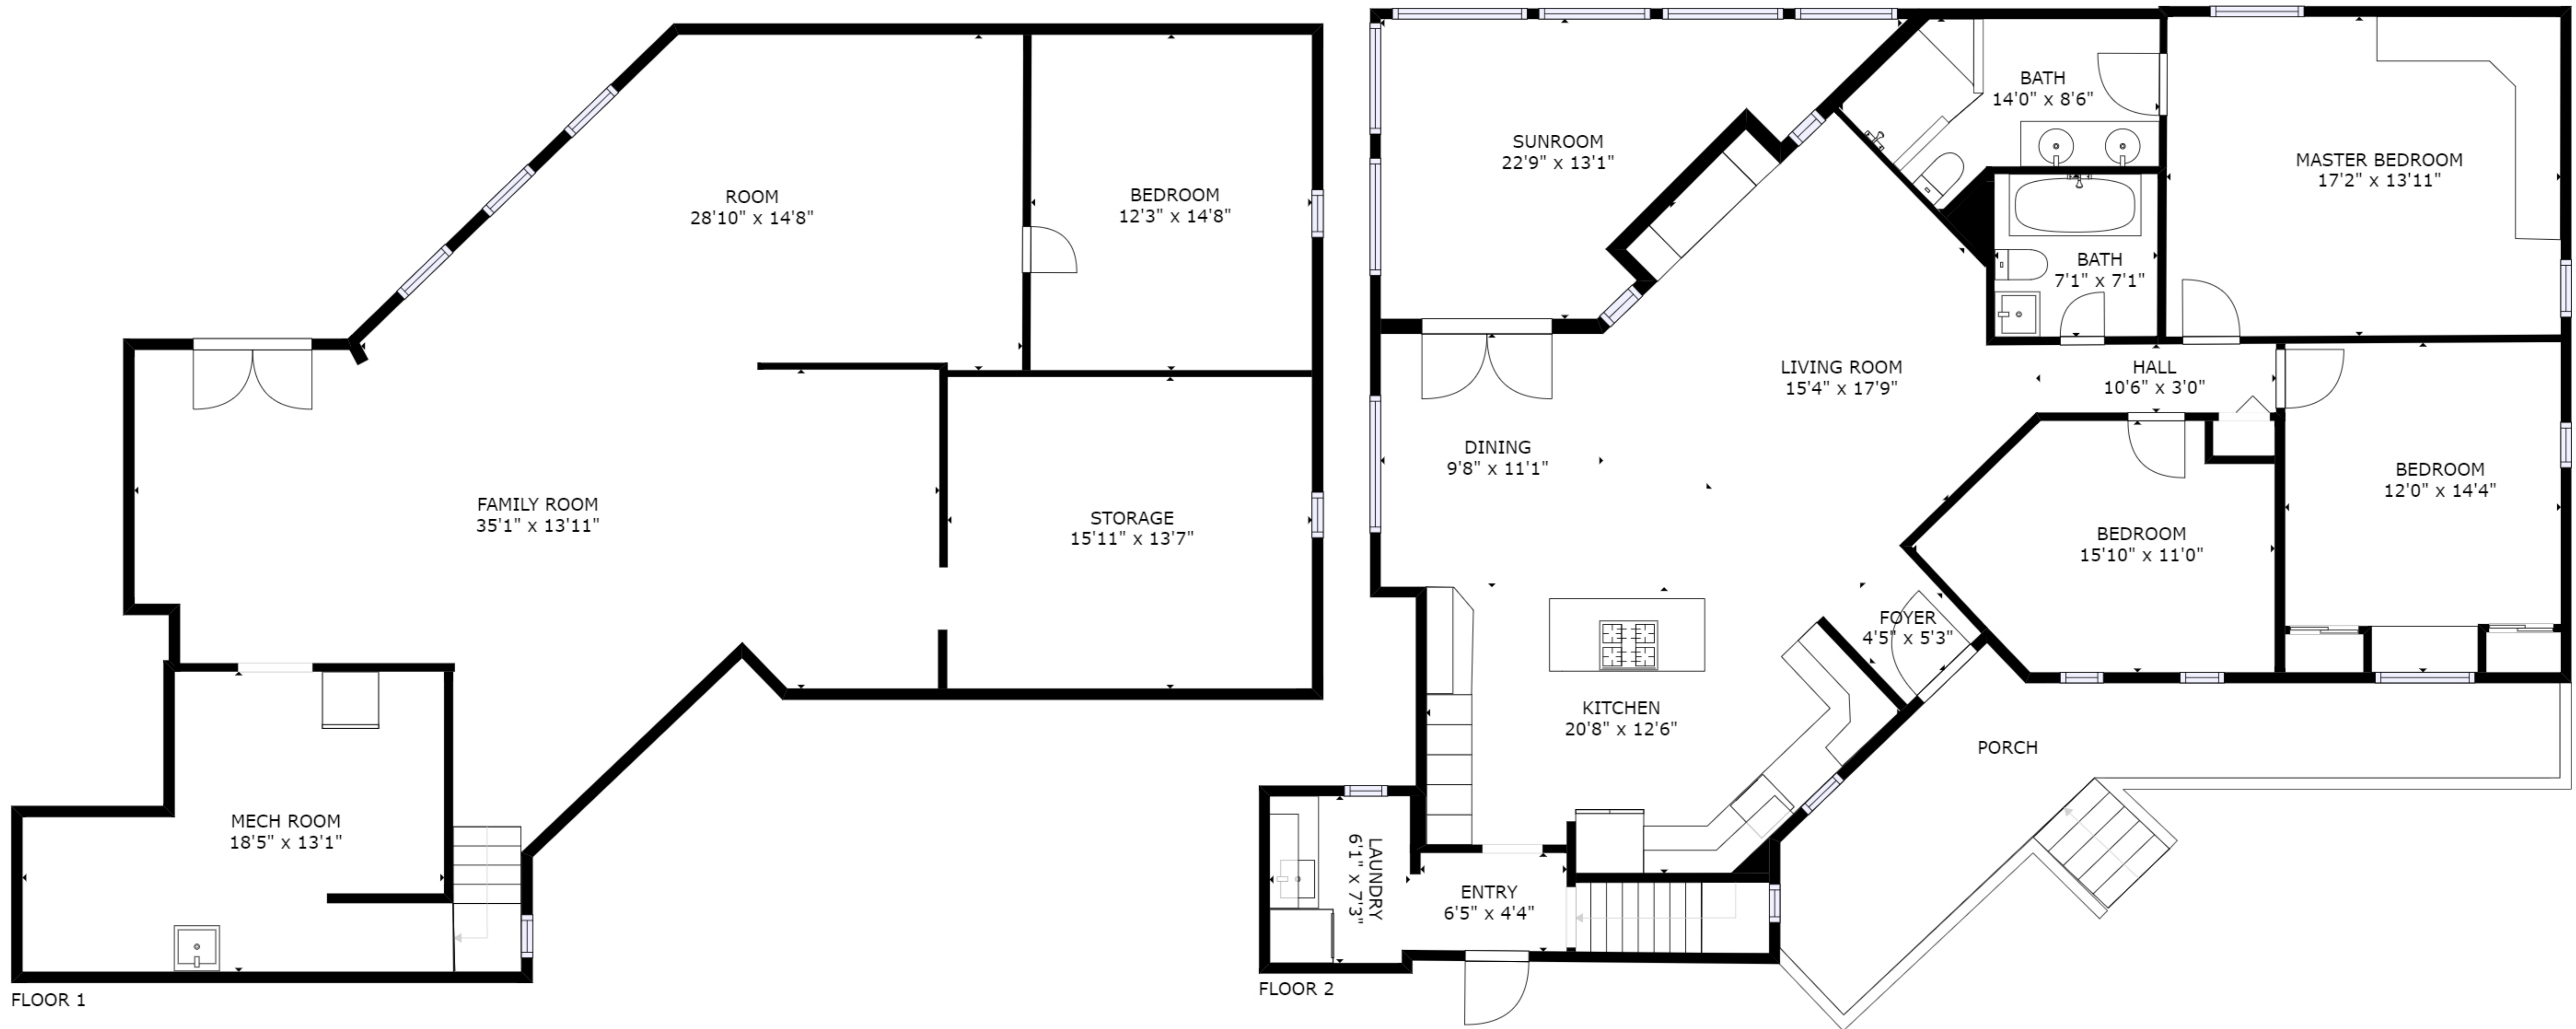 ROOM
28'10" x 14'8"
BEDROOM
12'3" x 14'8"
FAMILY ROOM
35'1" x 13'11"
STORAGE
15'11" x 13'7"
MECH ROOM
18'5" x 13'1"
FLOOR 1
SUNROOM
22'9" x 13'1"
BATH
14'0" x 8'6"
MASTER BEDROOM
17'2" x 13'11"
BATH
7'1" x 7'1"
LIVING ROOM
15'4" x 17'9"
HALL
10'6" x 3'0"
DINING
9'8" x 11'1"
BEDROOM
12'0" x 14'4"
BEDROOM
15'10" x 11'0"
FOYER
4'5" x 5'3"
KITCHEN
20'8" x 12'6"
PORCH
LAUNDRY
6'1" x 7'3"
ENTRY
6'5" x 4'4"
FLOOR 2